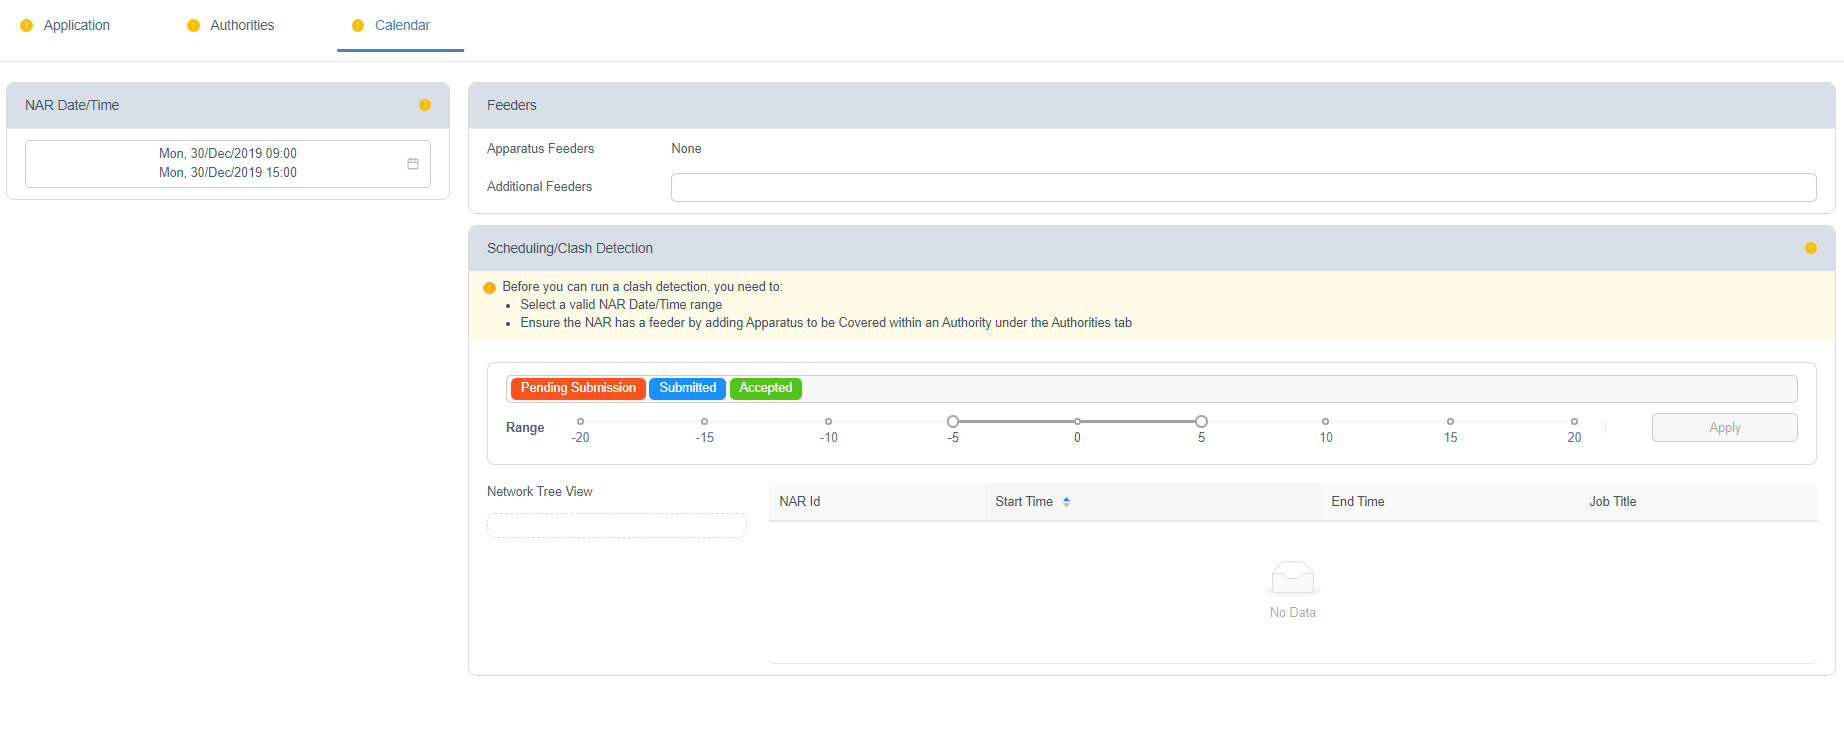 Application
Authorities
Calendar
NAR Date/Time
Mon, 30/Dec/2019 09:00
Mon, 30/Dec/2019 15:00
Feeders
Apparatus Feeders
None
Additional Feeders
Scheduling/Clash Detection
Before you can run a clash detection, you need to:
• Select a valid NAR Date/Time range
• Ensure the NAR has a feeder by adding Apparatus to be Covered within an Authority under the Authorities tab
Pending Submission Submitted Accepted
Range
-20 -15 -10 -5 0 5 10 15 20
Apply
Network Tree View
NAR Id Start Time End Time Job Title
No Data